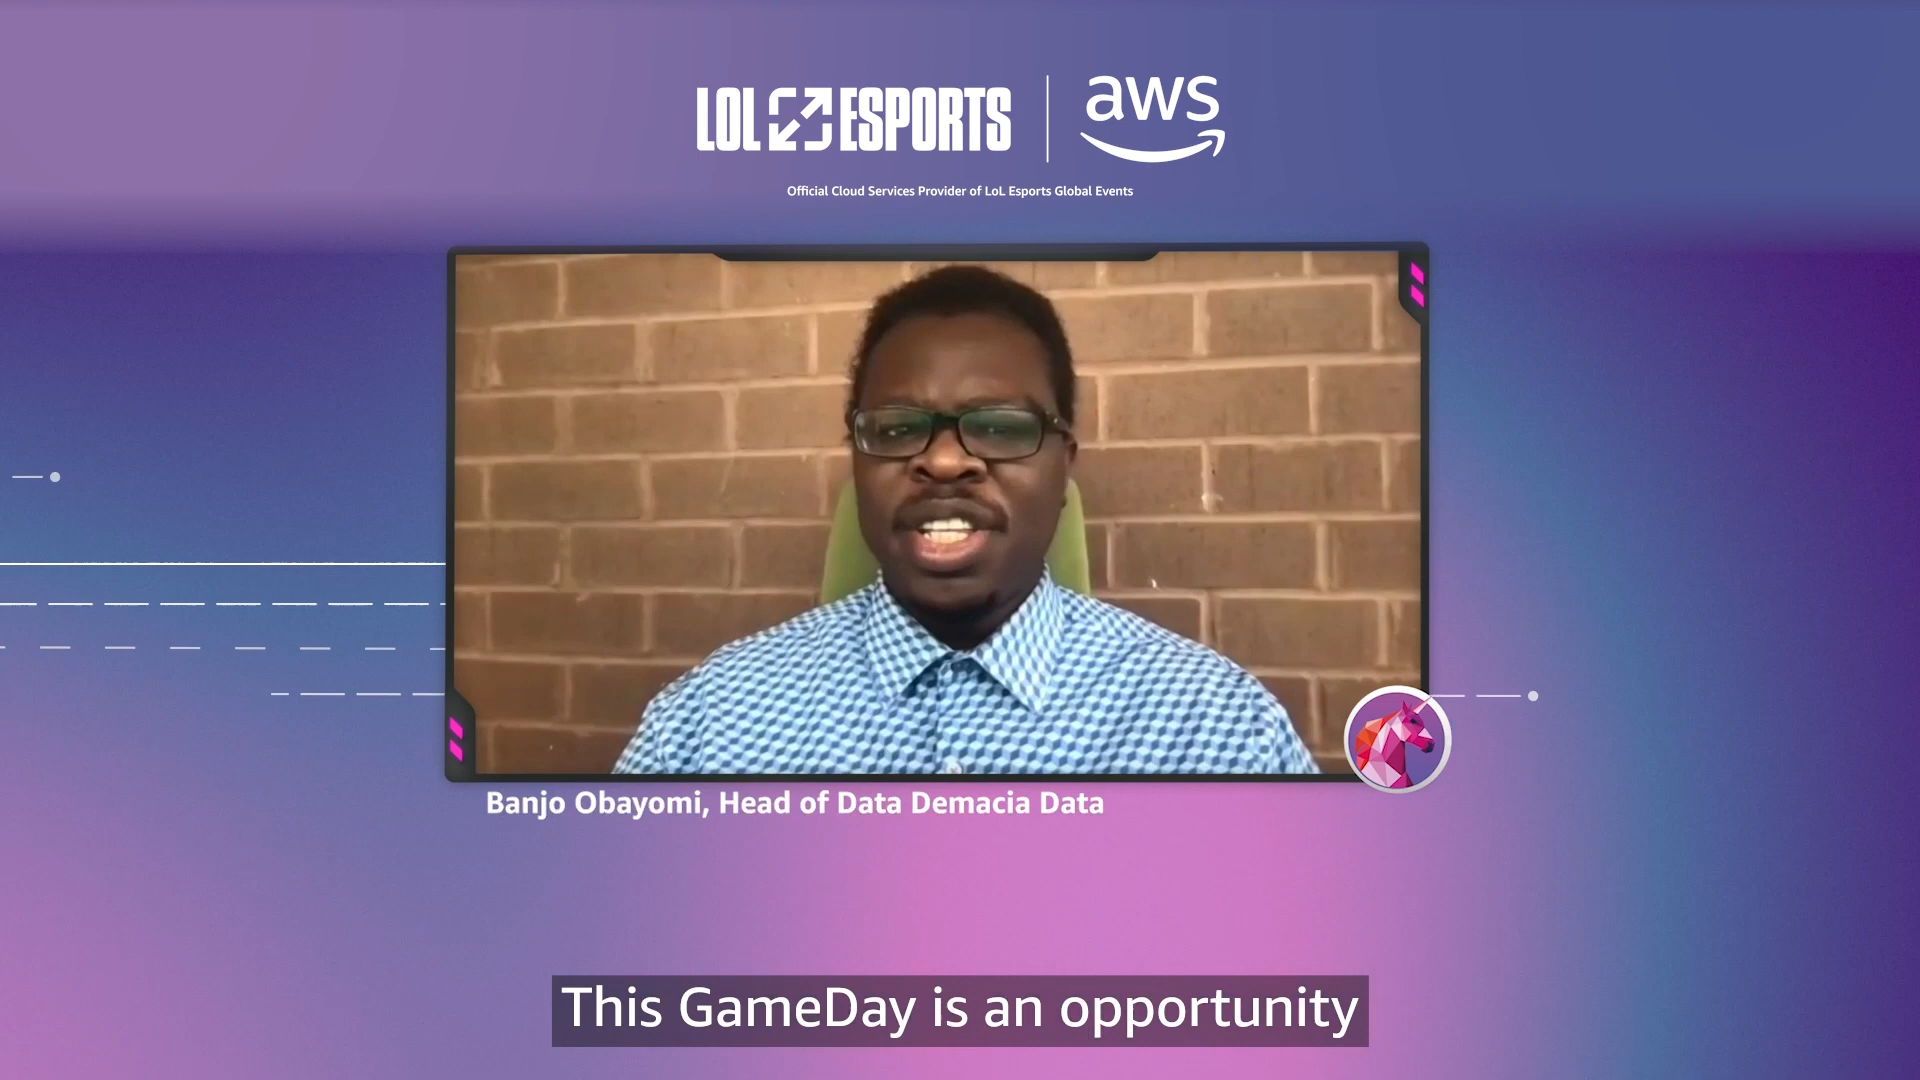 LOL ESPORTS
aws
Official Cloud Services Provider of LoL Esports Global Events
Banjo Obayomi, Head of Data Demacia Data
This GameDay is an opportunity